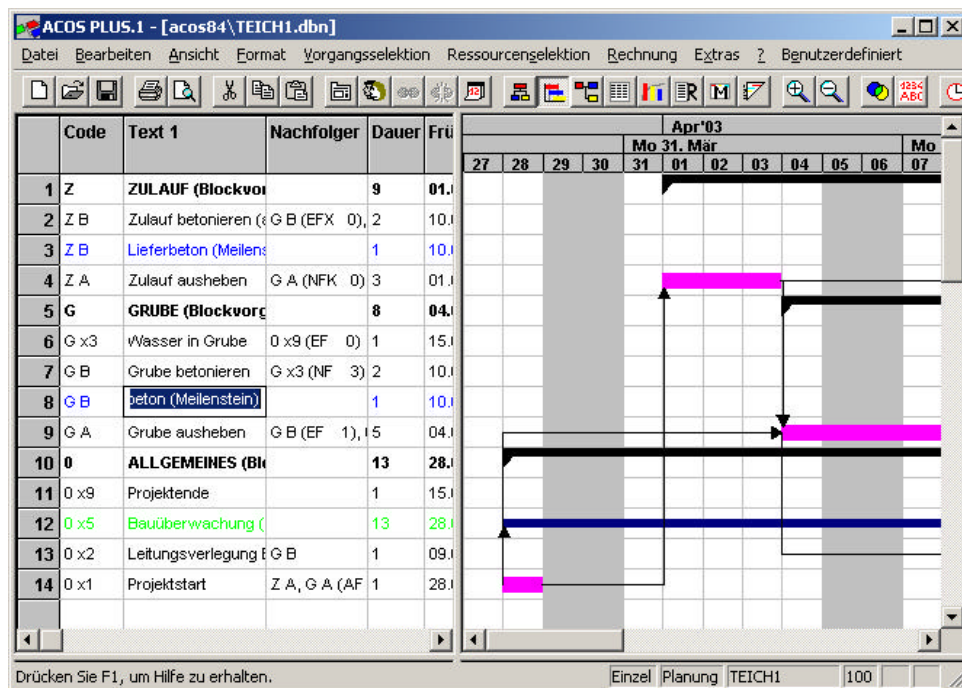 ACOS PLUS.1 - [acos84\TEICH1.dbn]
Datei Bearbeiten Ansicht Format Vorgangsselektion Ressourcenselektion Rechnung Extras ? Benutzerdefiniert
Code Text 1 Nachfolger Dauer Frü
Apr'03
Mo 31. Mär Mo
27 28 29 30 31 01 02 03 04 05 06 07
1 Z ZULAUF (Blockvor 9 01.
2 Z B Zulauf betonieren (a G B (EFX 0), 2 10.
3 Z B Lieferbeton (Meilens 1 10.
4 Z A Zulauf ausheben G A (NFK 0) 3 01.
5 G GRUBE (Blockvorg 8 04.
6 G x3 Wasser in Grube 0 x9 (EF 0) 1 15.
7 G B Grube betonieren G x3 (NF 3) 2 10.
8 G B beton (Meilenstein) 1 10.
9 G A Grube ausheben G B (EF 1), 5 04.
10 0 ALLGEMEINES (Blo 13 28.
11 0 x9 Projektende 1 15.
12 0 x5 Bauüberwachung ( 13 28.
13 0 x2 Leitungsverlegung G B 1 09.
14 0 x1 Projektstart Z A, G A (AF 1 28.
Drücken Sie F1, um Hilfe zu erhalten. Einzel Planung TEICH1 100